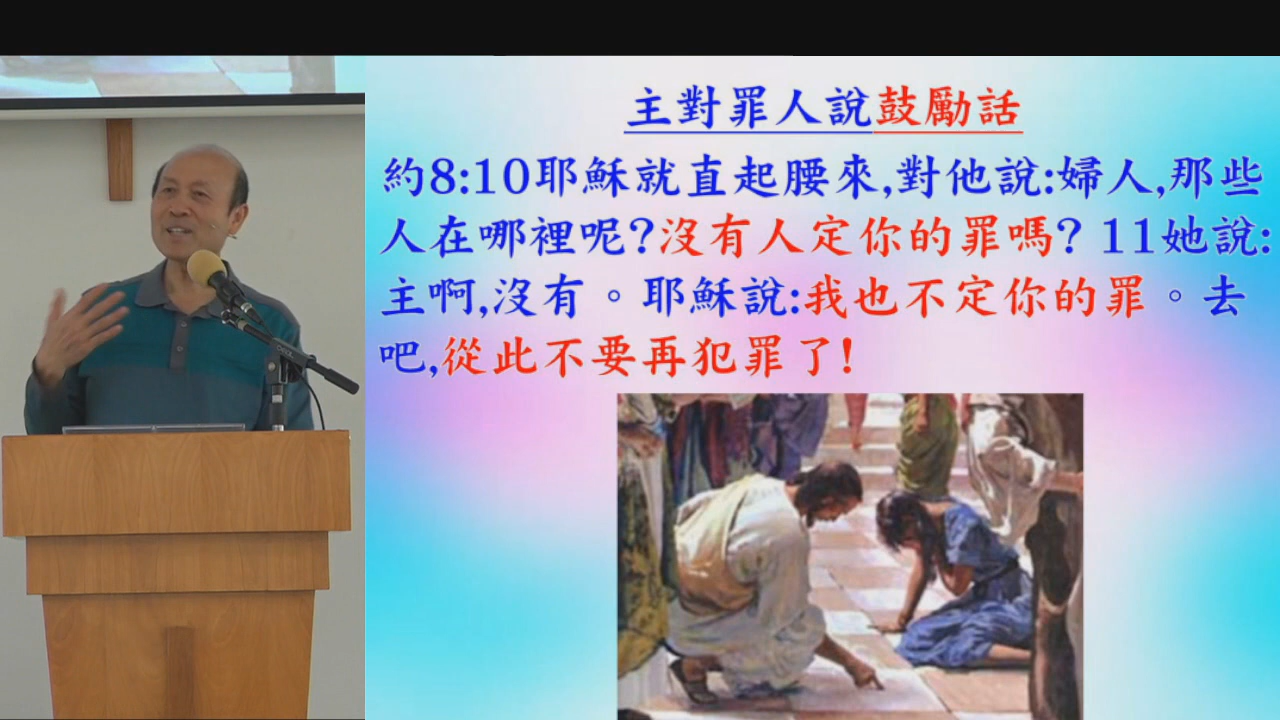 主對罪人說鼓勵話
約8:10耶穌就直起腰來,對他說:婦人,那些
人在哪裡呢?沒有人定你的罪嗎? 11她說:
主啊,沒有。耶穌說:我也不定你的罪。去
吧,從此不要再犯罪了!